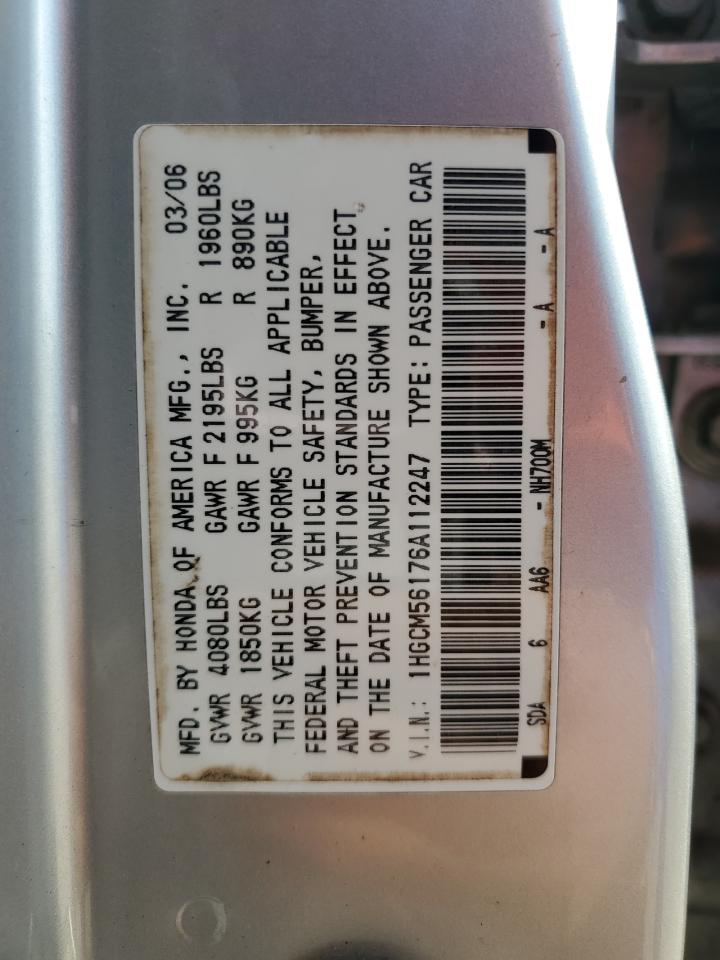 MFD. BY HONDA OF AMERICA MFG., INC. 03/06
GVWR 4080LBS GAWR F 2195LBS R 1960LBS
GVWR 1850KG GAWR F 995KG R 890KG
THIS VEHICLE CONFORMS TO ALL APPLICABLE
FEDERAL MOTOR VEHICLE SAFETY, BUMPER,
AND THEFT PREVENTION STANDARDS IN EFFECT
ON THE DATE OF MANUFACTURE SHOWN ABOVE.
V.I.N.: 1HGCM56176A112247 TYPE: PASSENGER CAR
SDA 6 AA6 - NH700M - A - A